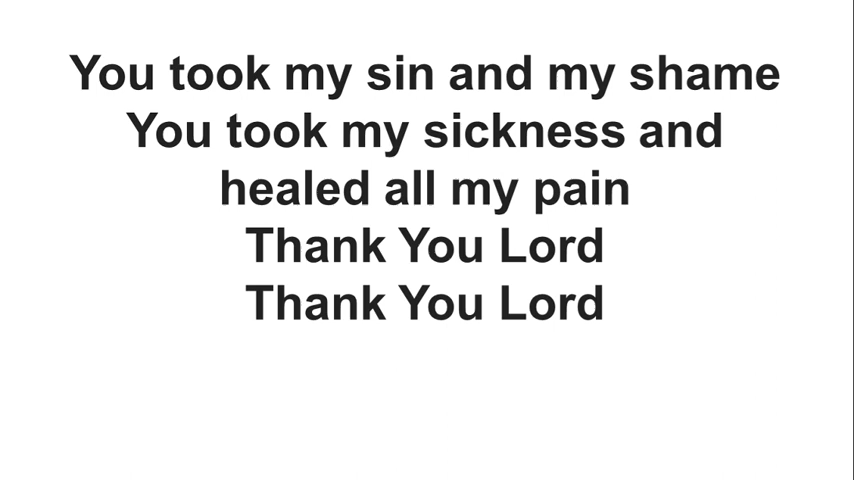 You took my sin and my shame
You took my sickness and
healed all my pain
Thank You Lord
Thank You Lord